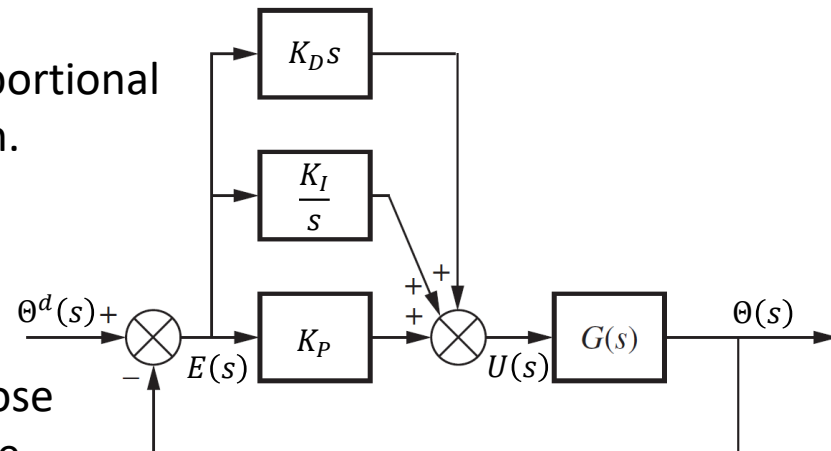 K_D s
portional
n.
K_I
s
+
+
Θ^d(s) +
+
Θ(s)
K_P
G(s)
−
E(s)
U(s)
ose